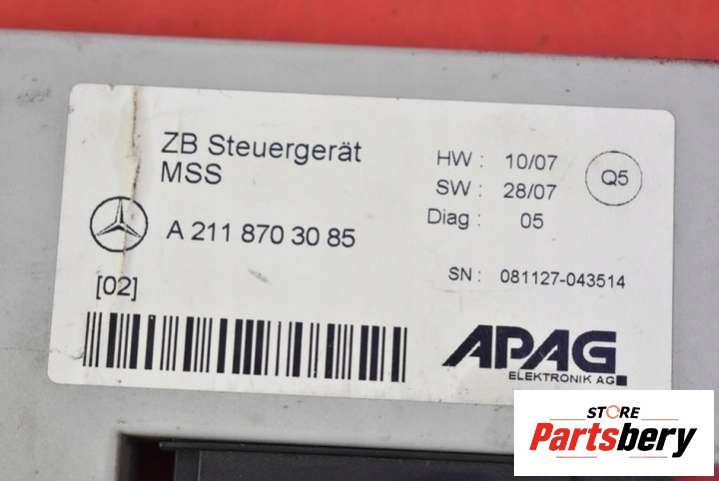 ZB Steuergerät
MSS
A 211 870 30 85
[02]
HW : 10/07
SW : 28/07
Diag : 05
Q5
SN : 081127-043514
APAG
ELEKTRONIK AG
STORE
Partsbery